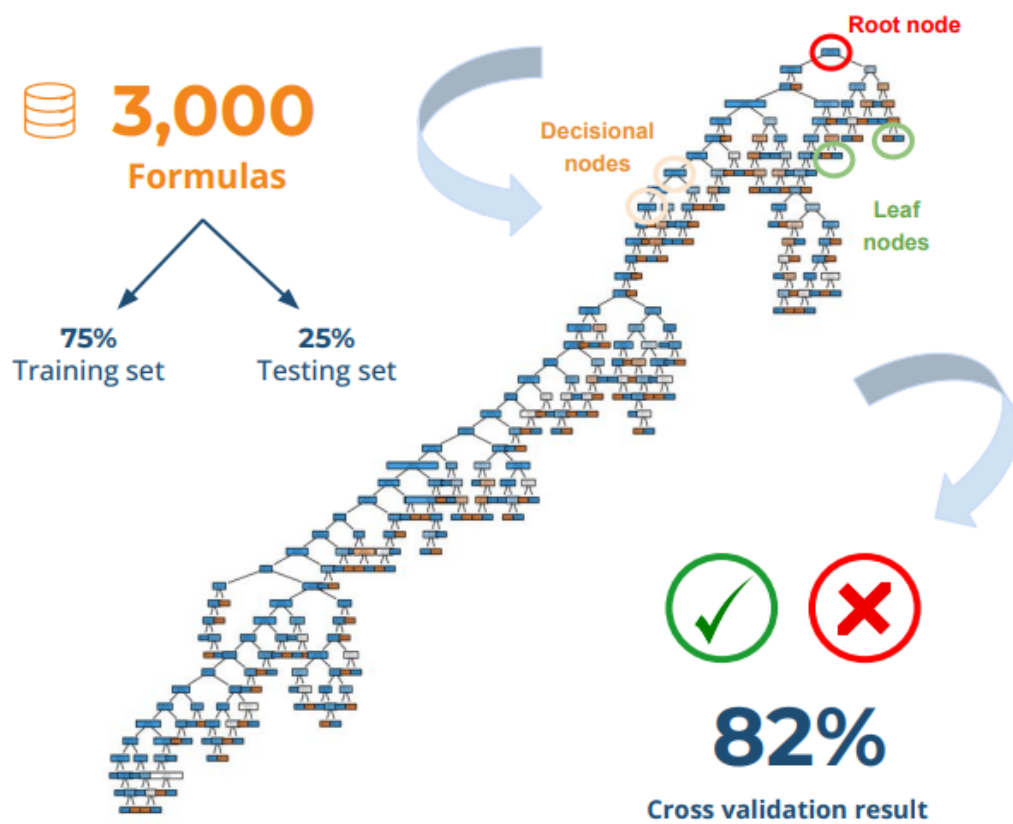 Root node
3,000
Formulas
Decisional
nodes
Leaf
nodes
75%
Training set
25%
Testing set
82%
Cross validation result